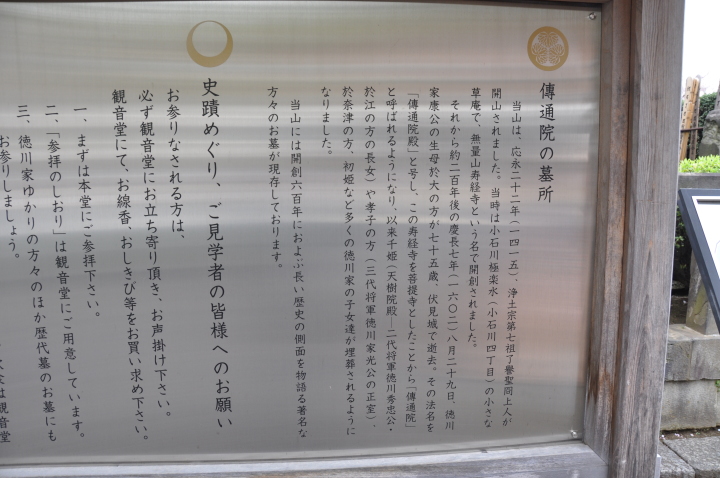 傳通院の墓所
当山は、応永二十二年（一四一五）、浄土宗第七祖了譽聖冏上人が
開山されました。当時は小石川極楽水（小石川四丁目）の小さな
草庵で、無量山寿経寺という名で開創されました。
それから約二百年後の慶長七年（一六〇二）八月二十九日、徳川
家康公の生母於大の方が七十五歳、伏見城で逝去。その法名を
「傳通院殿」と号し、この寿経寺を菩提寺としたことから「傳通院」
と呼ばれるようになり、以来千姫（天樹院殿　二代将軍徳川秀忠公・
於江の方の長女）や孝子の方（三代将軍徳川家光公の正室）、
於奈津の方、初姫など多くの徳川家の子女達が埋葬されるように
なりました。
当山には開創六百年におよぶ長い歴史の側面を物語る著名な
方々のお墓が現存しております。
史蹟めぐり、ご見学者の皆様へのお願い
お参りなされる方は、
必ず観音堂にお立ち寄り頂き、お声掛け下さい。
観音堂にて、お線香、おしきび等をお買い求め下さい。
一、まずは本堂にご参拝下さい。
二、「参拝のしおり」は観音堂にご用意しています。
三、徳川家ゆかりの方々のほか歴代墓のお墓にも
お参りしましょう。
は観音堂